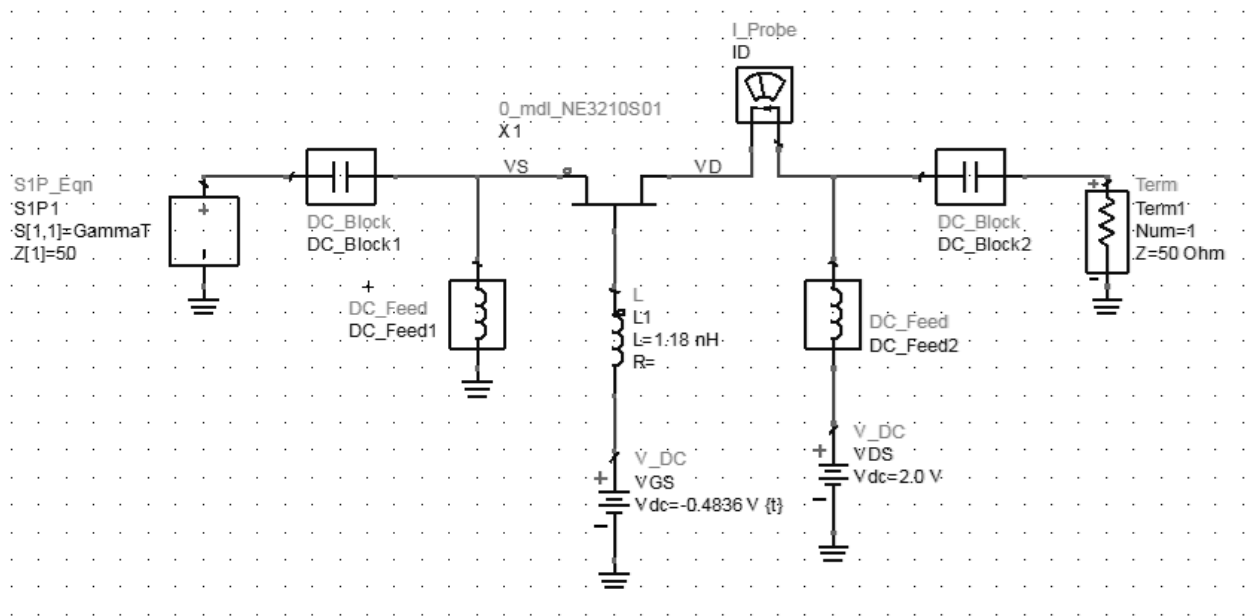 I_Probe
ID
0_mdl_NE3210S01
X1
VS
VD
S1P_Eqn
S1P1
S[1,1]=GammaT
Z[1]=50
DC_Block
DC_Block1
DC_Block
DC_Block2
Term
Term1
Num=1
Z=50 Ohm
DC_Feed
DC_Feed1
L
L1
L=1.18 nH
R=
DC_Feed
DC_Feed2
V_DC
VGS
Vdc=-0.4836 V {t}
V_DC
VDS
Vdc=2.0 V